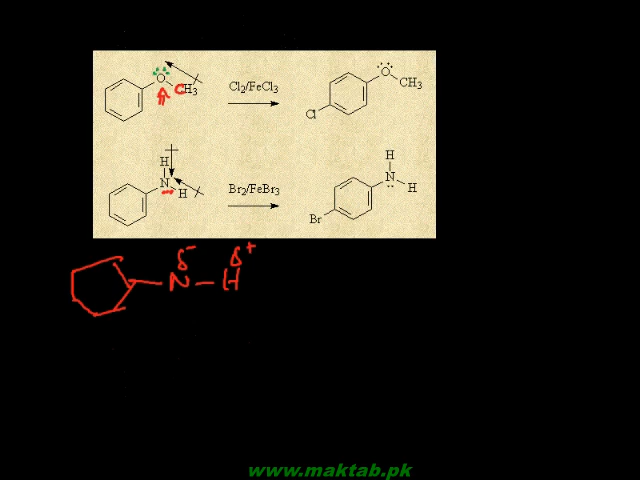 O
CH3
Cl2/FeCl3
O
CH3
Cl
H
N
H
Br2/FeBr3
H
N
H
Br
δ- δ+
N - H
www.maktab.pk